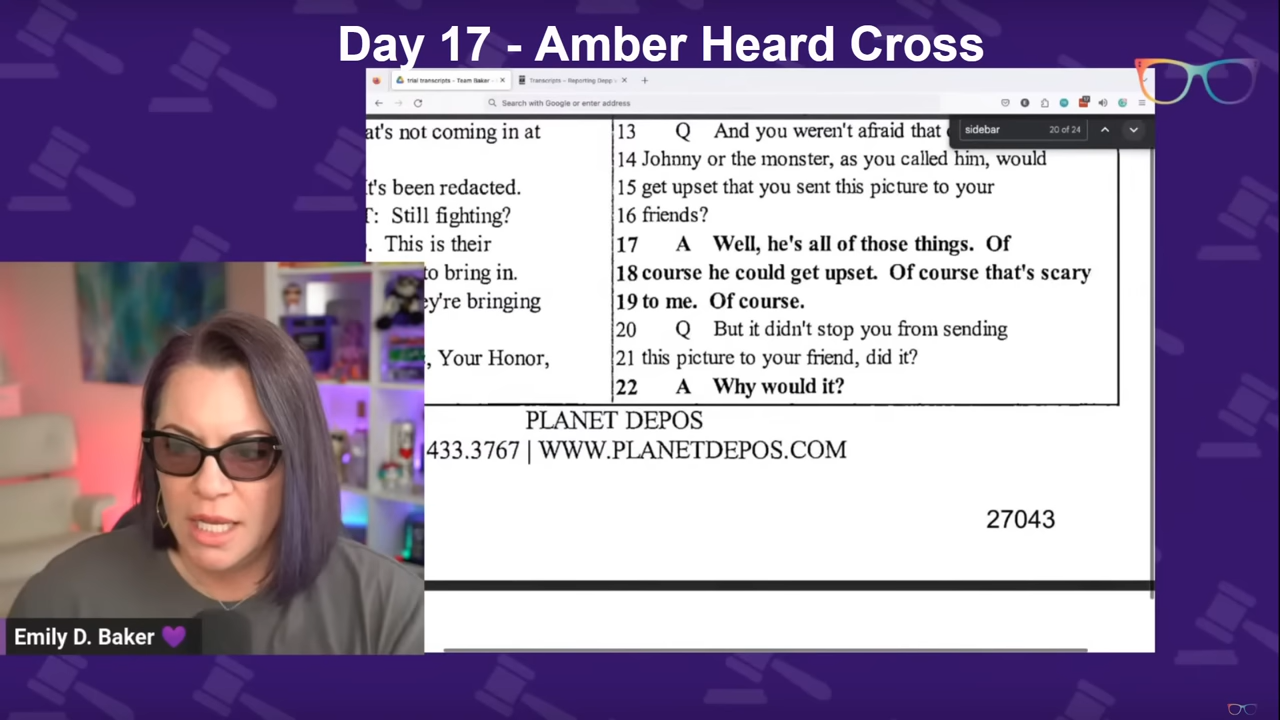 Day 17 - Amber Heard Cross
trial transcripts - Team Baker
Transcripts - Reporting Depp
Search with Google or enter address
sidebar 20 of 24
at's not coming in at
t's been redacted.
T: Still fighting?
. This is their
to bring in.
ey're bringing
, Your Honor,
13 Q And you weren't afraid that
14 Johnny or the monster, as you called him, would
15 get upset that you sent this picture to your
16 friends?
17 A Well, he's all of those things. Of
18 course he could get upset. Of course that's scary
19 to me. Of course.
20 Q But it didn't stop you from sending
21 this picture to your friend, did it?
22 A Why would it?
PLANET DEPOS
433.3767 | WWW.PLANETDEPOS.COM
27043
Emily D. Baker 💜